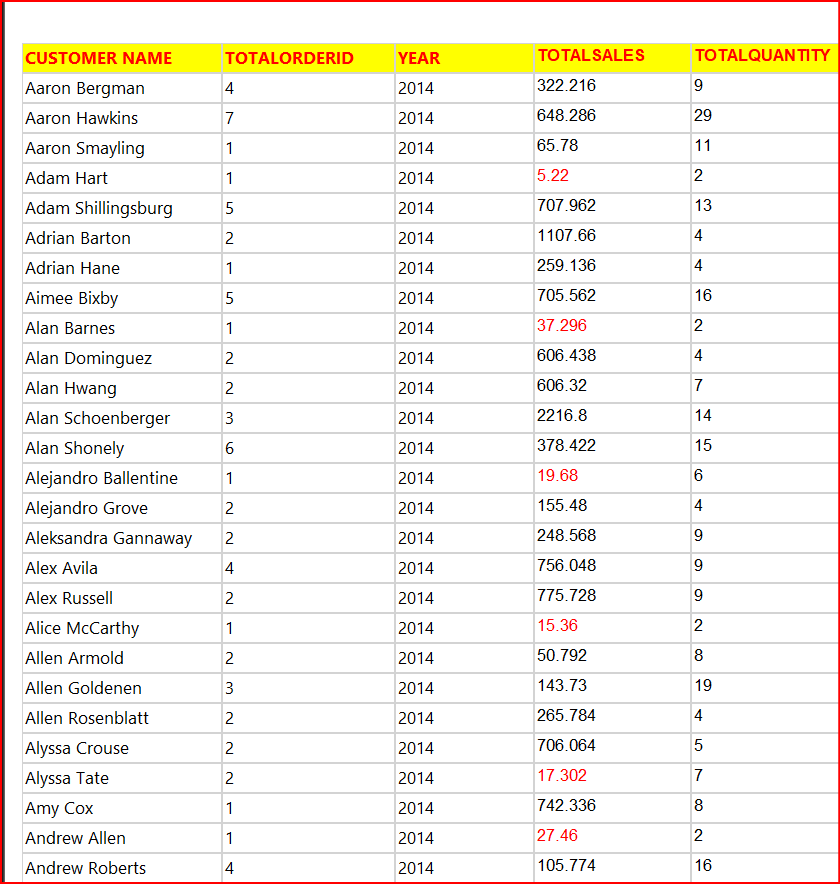 CUSTOMER NAME TOTALORDERID YEAR TOTALSALES TOTALQUANTITY
Aaron Bergman 4 2014 322.216 9
Aaron Hawkins 7 2014 648.286 29
Aaron Smayling 1 2014 65.78 11
Adam Hart 1 2014 5.22 2
Adam Shillingsburg 5 2014 707.962 13
Adrian Barton 2 2014 1107.66 4
Adrian Hane 1 2014 259.136 4
Aimee Bixby 5 2014 705.562 16
Alan Barnes 1 2014 37.296 2
Alan Dominguez 2 2014 606.438 4
Alan Hwang 2 2014 606.32 7
Alan Schoenberger 3 2014 2216.8 14
Alan Shonely 6 2014 378.422 15
Alejandro Ballentine 1 2014 19.68 6
Alejandro Grove 2 2014 155.48 4
Aleksandra Gannaway 2 2014 248.568 9
Alex Avila 4 2014 756.048 9
Alex Russell 2 2014 775.728 9
Alice McCarthy 1 2014 15.36 2
Allen Armold 2 2014 50.792 8
Allen Goldenen 3 2014 143.73 19
Allen Rosenblatt 2 2014 265.784 4
Alyssa Crouse 2 2014 706.064 5
Alyssa Tate 2 2014 17.302 7
Amy Cox 1 2014 742.336 8
Andrew Allen 1 2014 27.46 2
Andrew Roberts 4 2014 105.774 16